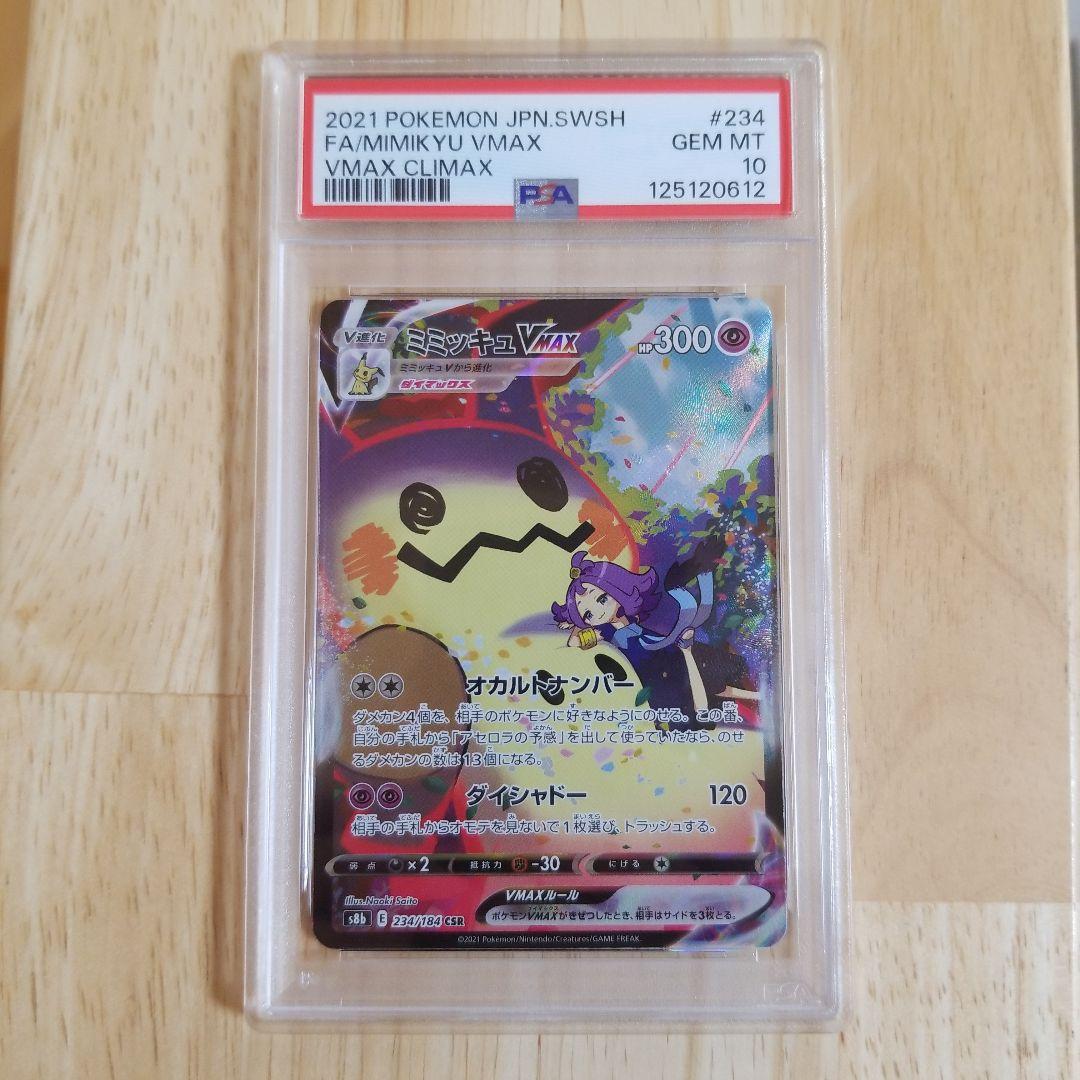 2021 POKEMON JPN.SWSH #234
FA/MIMIKYU VMAX GEM MT
VMAX CLIMAX 10
PSA 125120612
V進化 ミミッキュVMAX HP300
ミミッキュVから進化
ダイマックス
オカルトナンバー
ダメカン4個を、相手のポケモンに好きなようにのせる。この番、
自分の手札から「アセロラの予感」を出して使っていたなら、のせ
るダメカンの数は13個になる。
ダイシャドー 120
相手の手札からオモテを見ないで1枚選び、トラッシュする。
弱点 ×2 抵抗力 -30 にげる
Illus.Naoki Saito
VMAXルール
s8b E 234/184 CSR ポケモンVMAXがきぜつしたとき、相手はサイドを3枚とる。
©2021 Pokémon/Nintendo/Creatures/GAME FREAK.
PSA